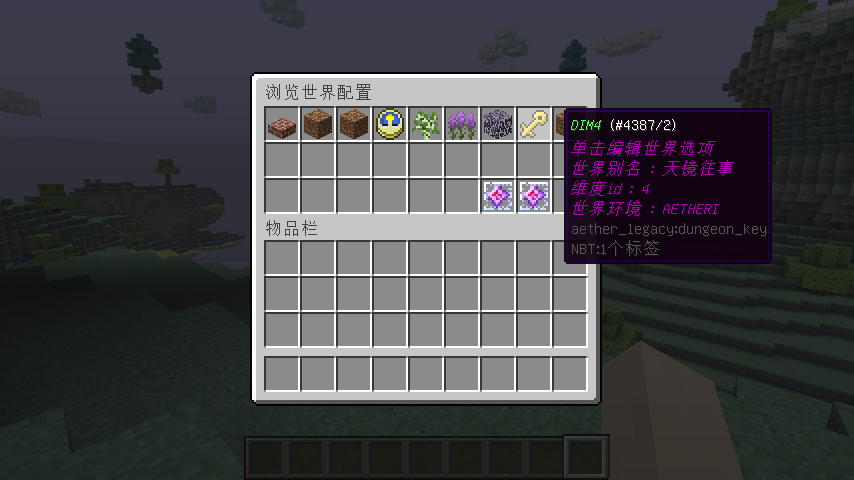 浏览世界配置
物品栏
DIM4 (#4387/2)
单击编辑世界选项
世界别名：天镜往事
维度id：4
世界环境：AETHERI
aether_legacy:dungeon_key
NBT:1个标签